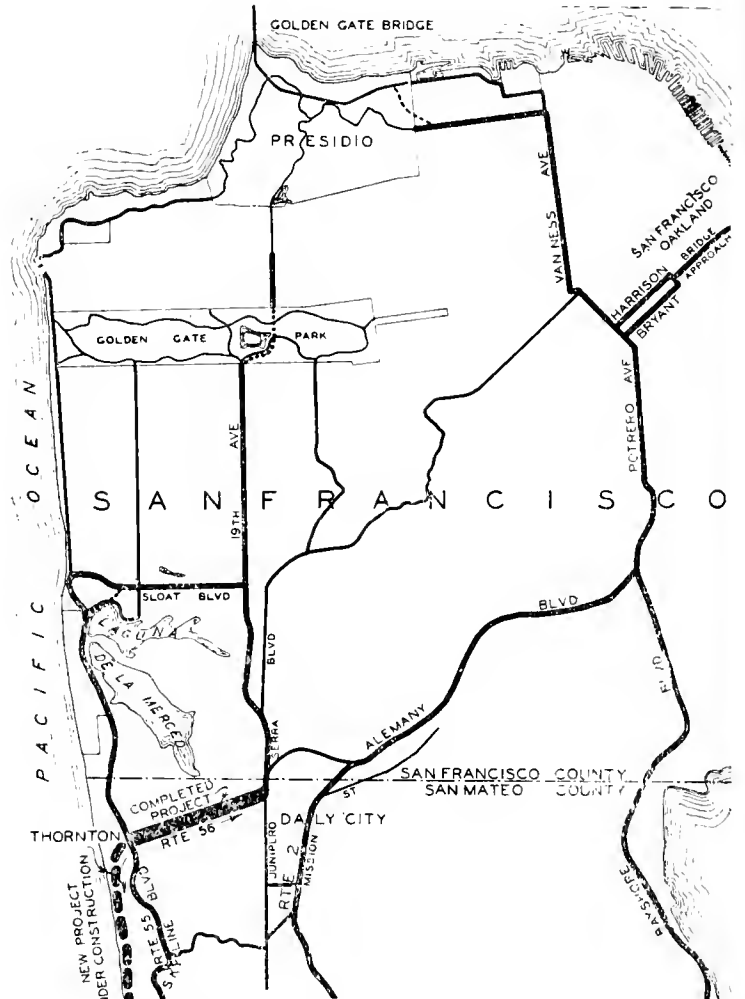 GOLDEN GATE BRIDGE
PRESIDIO
VAN NESS AVE
SAN FRANCISCO
OAKLAND
BRIDGE
APPROACH
HARRISON
BRYANT
GOLDEN GATE PARK
POTRERO AVE
PACIFIC OCEAN
19TH AVE
SAN FRANCISCO
SLOAT BLVD
LAGUNA
DE LA MERCED
BLVD
BLVD
ALEMANY
JUNIPERO SERRA BLVD
SAN FRANCISCO COUNTY
SAN MATEO COUNTY
COMPLETED
PROJECT
RTE 56
THORNTON
DAILY CITY
MISSION ST
RTE 2
NEW PROJECT
UNDER CONSTRUCTION
RTE 55 BLVD
BAYSHORE